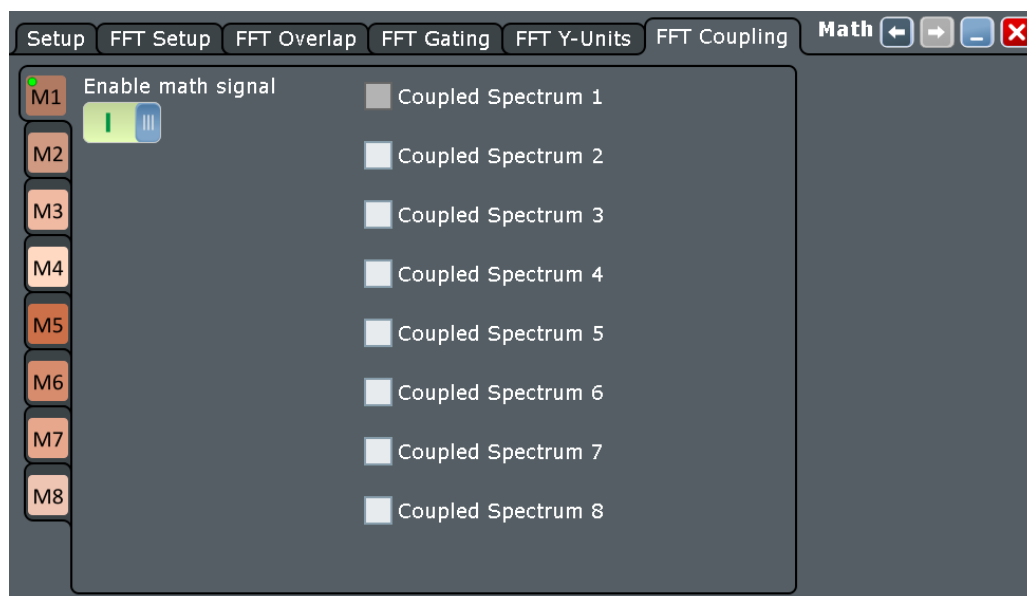 Setup FFT Setup FFT Overlap FFT Gating FFT Y-Units FFT Coupling Math
M1 Enable math signal Coupled Spectrum 1
M2 Coupled Spectrum 2
M3 Coupled Spectrum 3
M4 Coupled Spectrum 4
M5 Coupled Spectrum 5
M6 Coupled Spectrum 6
M7 Coupled Spectrum 7
M8 Coupled Spectrum 8